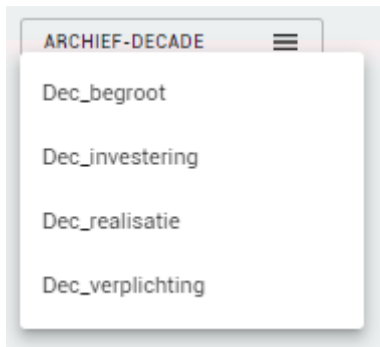 ARCHIEF-DECADE
Dec_begroot
Dec_investering
Dec_realisatie
Dec_verplichting